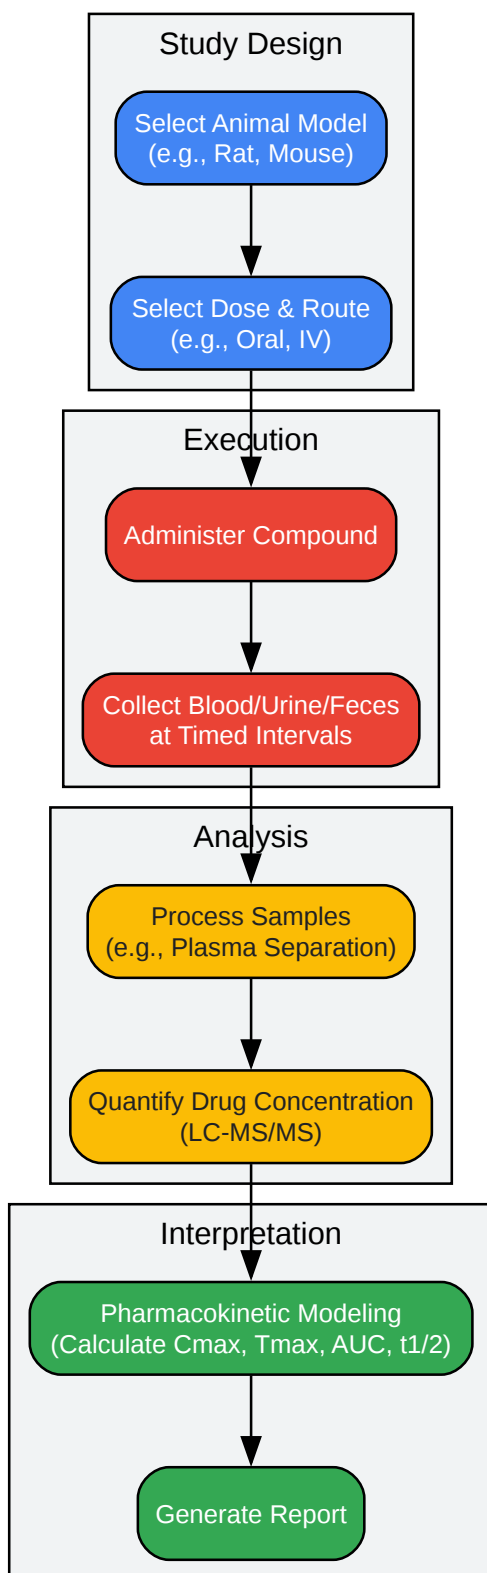 Study Design
Select Animal Model
(e.g., Rat, Mouse)
Select Dose & Route
(e.g., Oral, IV)
Execution
Administer Compound
Collect Blood/Urine/Feces
at Timed Intervals
Analysis
Process Samples
(e.g., Plasma Separation)
Quantify Drug Concentration
(LC-MS/MS)
Interpretation
Pharmacokinetic Modeling
(Calculate Cmax, Tmax, AUC, t1/2)
Generate Report